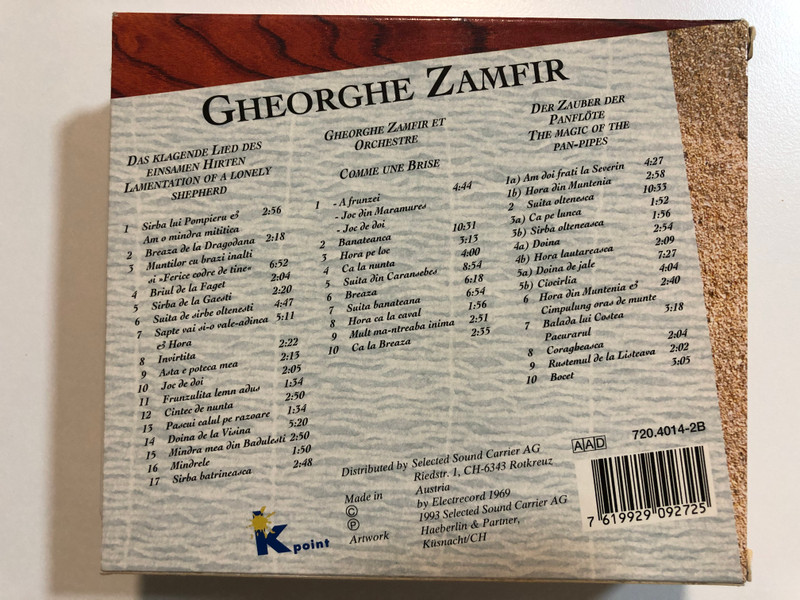 GHEORGHE ZAMFIR
DAS KLAGENDE LIED DES
EINSAMEN HIRTEN
LAMENTATION OF A LONELY
SHEPHERD
1 Sirba lui Pompieru & 2:56
Am o mindra mititica
2 Breaza de la Dragodana 2:18
3 Muntilor cu brazi inalti
si »Ferice codre de tine« 6:52
4 Briul de la Faget 2:04
5 Sirba de la Gaesti 2:20
6 Suita de sirbe oltenesti 4:47
7 Sapte vai si-o vale-adinca 5:11
& Hora
8 Invirtita 2:22
9 Asta e poteca mea 2:13
10 Joc de doi 2:05
11 Frunzulita lemn adus 1:34
12 Cintec de nunta 2:50
13 Pascui calul pe razoare 1:34
14 Doina de la Visina 5:20
15 Mindra mea din Badulesti 2:50
16 Mindrele 1:50
17 Sirba batrineasca 2:48
GHEORGHE ZAMFIR ET
ORCHESTRE
COMME UNE BRISE
1 - A frunzei 4:44
- Joc din Maramures
- Joc de doi
2 Banateanca 10:31
3 Hora pe loc 3:13
4 Ca la nunta 4:00
5 Suita din Caransebes 8:54
6 Breaza 6:18
7 Suita banateana 6:54
8 Hora ca la caval 1:56
9 Mult ma-ntreaba inima 2:51
10 Ca la Breaza 2:35
DER ZAUBER DER
PANFLÖTE
THE MAGIC OF THE
PAN-PIPES
1a) Am doi frati la Severin 4:27
1b) Hora din Muntenia 2:58
2 Suita olteneasca 10:33
3a) Ca pe lunca 1:52
3b) Sirba olteneasca 1:56
4a) Doina 2:54
4b) Hora lautareasca 2:09
5a) Doina de jale 7:27
5b) Ciocirlia 4:04
6 Hora din Muntenia & 2:40
Cimpulung oras de munte
7 Balada lui Costea 3:18
Pacurarul
8 Coragheasca 2:04
9 Rustemul de la Listeava 2:02
10 Bocet 3:05
K point
Distributed by Selected Sound Carrier AG
Riedstr. 1, CH-6343 Rotkreuz
Made in Austria
© by Electrecord 1969
℗ 1993 Selected Sound Carrier AG
Artwork Haeberlin & Partner,
Küsnacht/CH
AAD
720.4014-2B
7 619929 092725